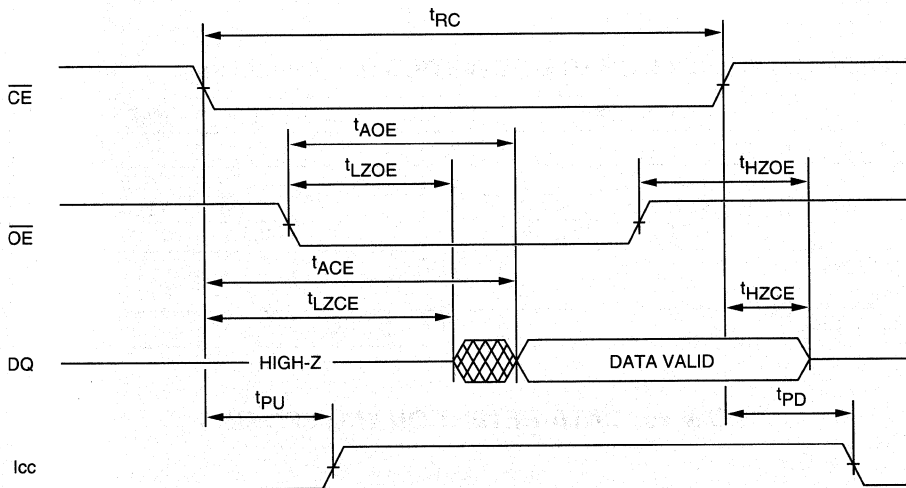 tRC
CE
tAOE
tLZOE
tHZOE
OE
tACE
tLZCE
tHZCE
DQ
HIGH-Z
DATA VALID
tPU
tPD
Icc